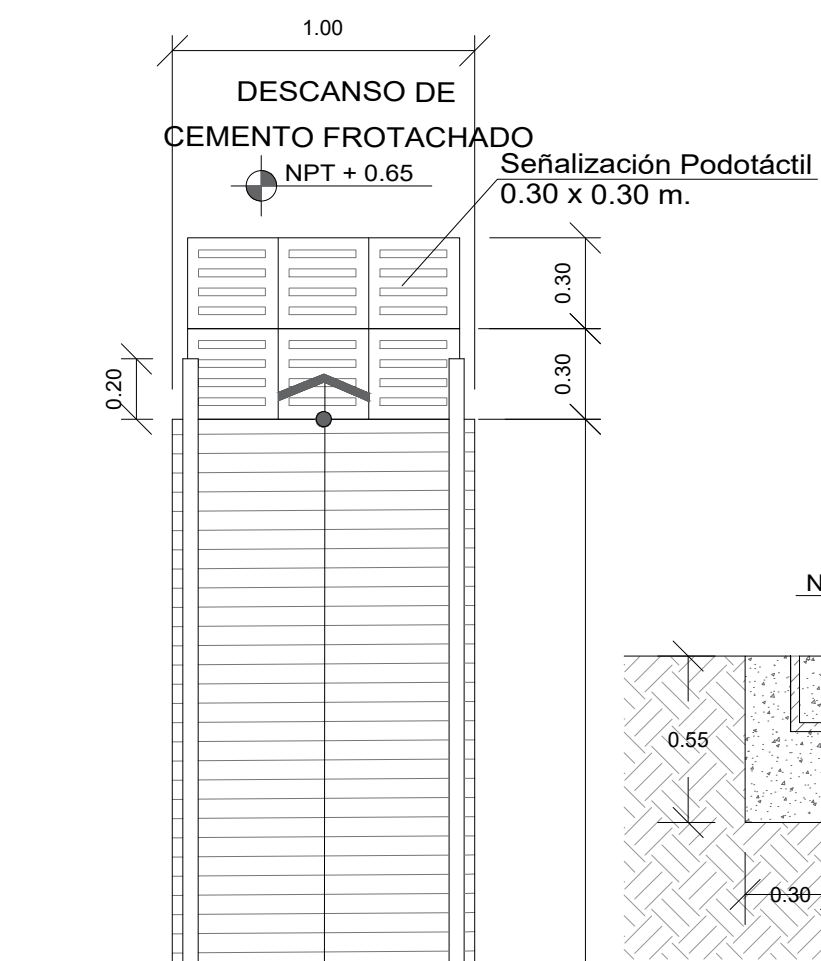 1.00
DESCANSO DE
CEMENTO FROTACHADO
NPT + 0.65
Señalización Podotáctil
0.30 x 0.30 m.
0.30
0.30
0.20
N
0.55
0.30